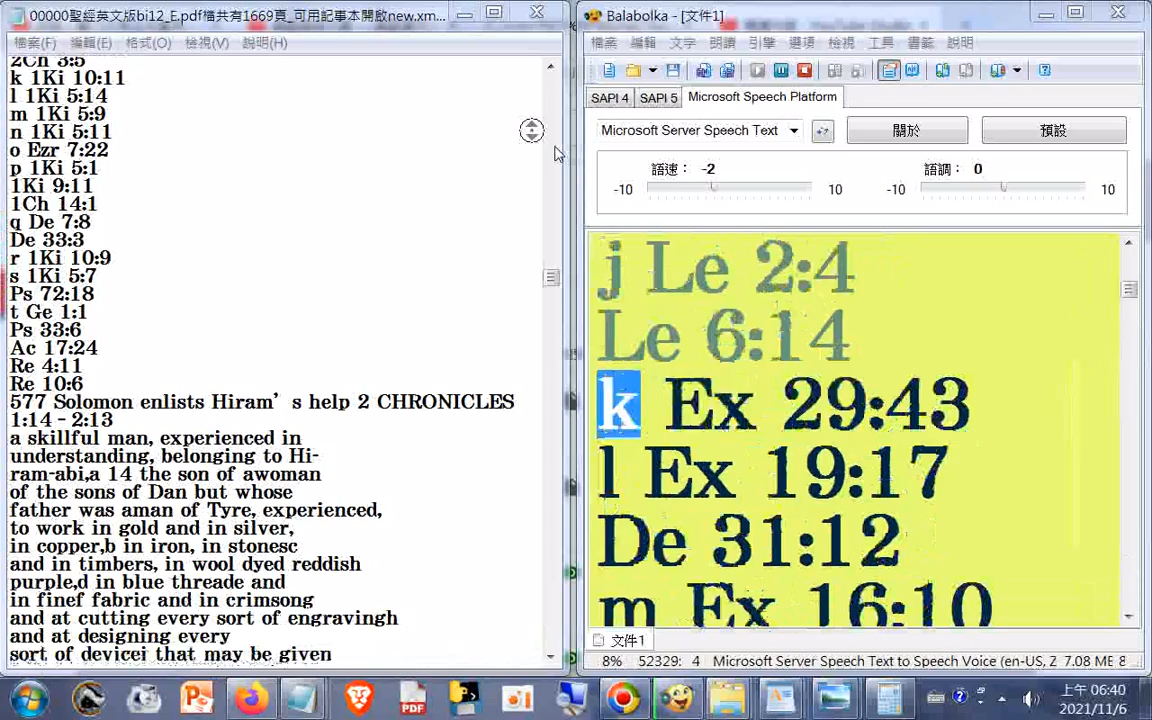 00000聖經英文版bi12_E.pdf檔共有1669頁_可用記事本開啟new.xm...
檔案(F) 編輯(E) 格式(O) 檢視(V) 說明(H)
2Ch 3:5
k 1Ki 10:11
l 1Ki 5:14
m 1Ki 5:9
n 1Ki 5:11
o Ezr 7:22
p 1Ki 5:1
1Ki 9:11
1Ch 14:1
q De 7:8
De 33:3
r 1Ki 10:9
s 1Ki 5:7
Ps 72:18
t Ge 1:1
Ps 33:6
Ac 17:24
Re 4:11
Re 10:6
577 Solomon enlists Hiram’s help 2 CHRONICLES
1:14–2:13
a skillful man, experienced in
understanding, belonging to Hi-
ram-abi,a 14 the son of awoman
of the sons of Dan but whose
father was aman of Tyre, experienced,
to work in gold and in silver,
in copper,b in iron, in stonesc
and in timbers, in wool dyed reddish
purple,d in blue threade and
in finef fabric and in crimsong
and at cutting every sort of engravingh
and at designing every
sort of devicei that may be given
Balabolka - [文件1]
檔案 編輯 文字 朗讀 引擎 選項 檢視 工具 書籤 說明
SAPI 4 SAPI 5 Microsoft Speech Platform
Microsoft Server Speech Text 關於 預設
語速： -2 語調： 0
-10 10 -10 10
j Le 2:4
Le 6:14
k Ex 29:43
l Ex 19:17
De 31:12
m Ex 16:10
文件1
8% 52329: 4 Microsoft Server Speech Text to Speech Voice (en-US, Z 7.08 MB 8
PDF
上午 06:40
2021/11/6